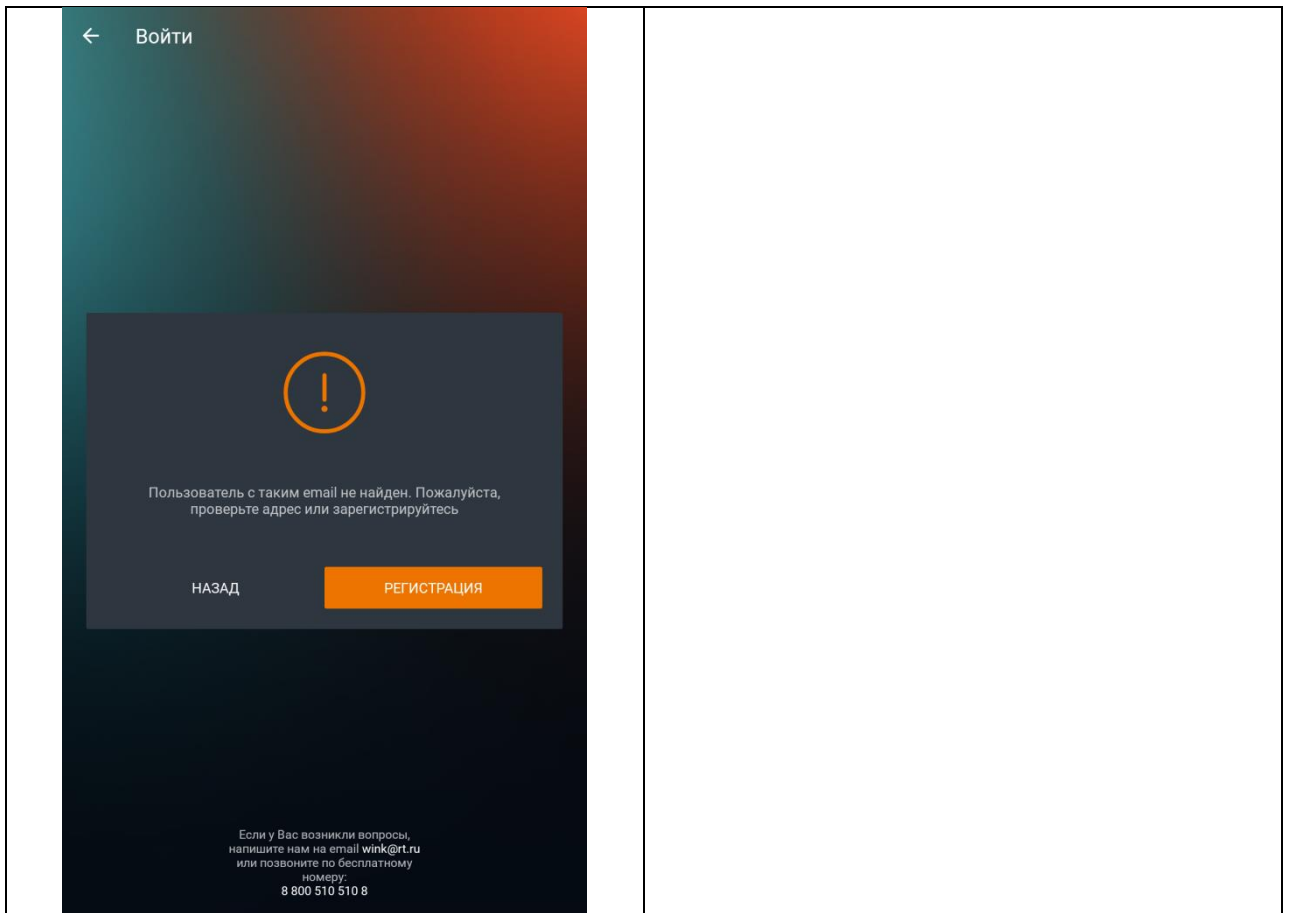 Войти
Пользователь с таким email не найден. Пожалуйста,
проверьте адрес или зарегистрируйтесь
НАЗАД
РЕГИСТРАЦИЯ
Если у Вас возникли вопросы,
напишите нам на email wink@rt.ru
или позвоните по бесплатному
номеру:
8 800 510 510 8